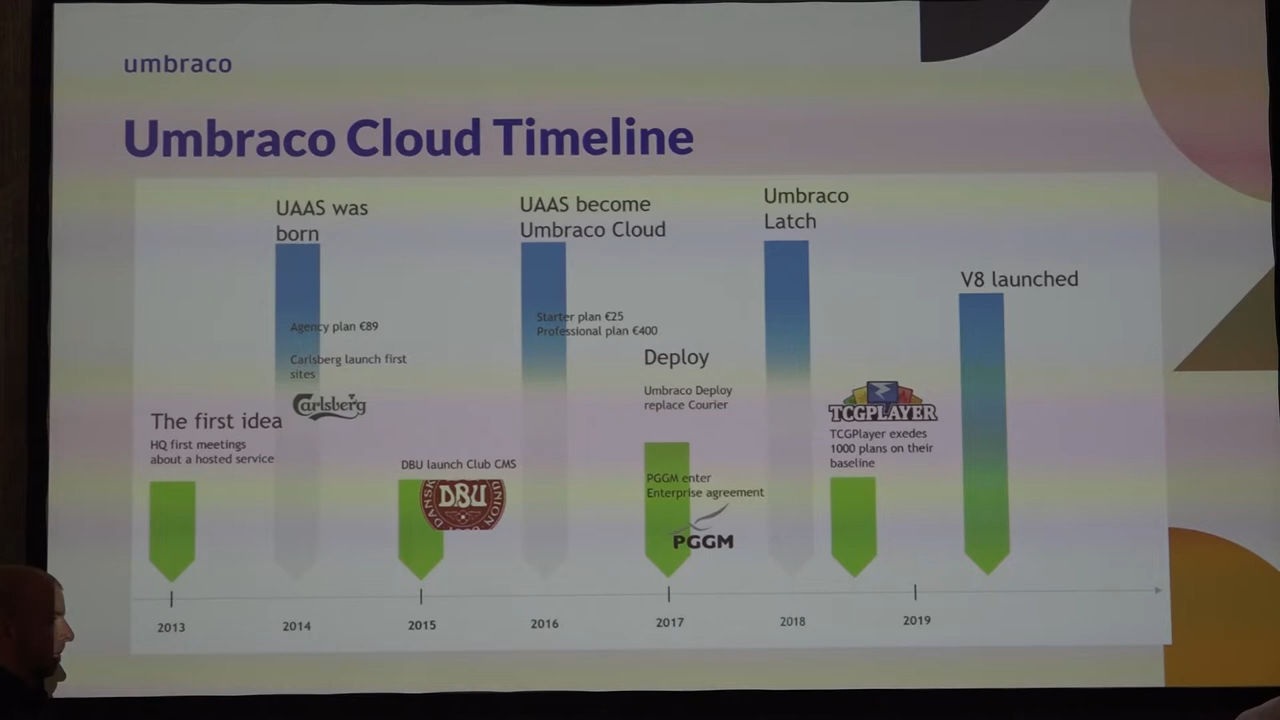 umbraco
Umbraco Cloud Timeline
UAAS was
born
Agency plan €89
Carlsberg launch first
sites
Carlsberg
The first idea
HQ first meetings
about a hosted service
DBU launch Club CMS
DANSK
DBU
UNION
UAAS become
Umbraco Cloud
Starter plan €25
Professional plan €400
Deploy
Umbraco Deploy
replace Courier
PGGM enter
Enterprise agreement
PGGM
Umbraco
Latch
TCGPLAYER
TCGPlayer exedes
1000 plans on their
baseline
V8 launched
2013
2014
2015
2016
2017
2018
2019